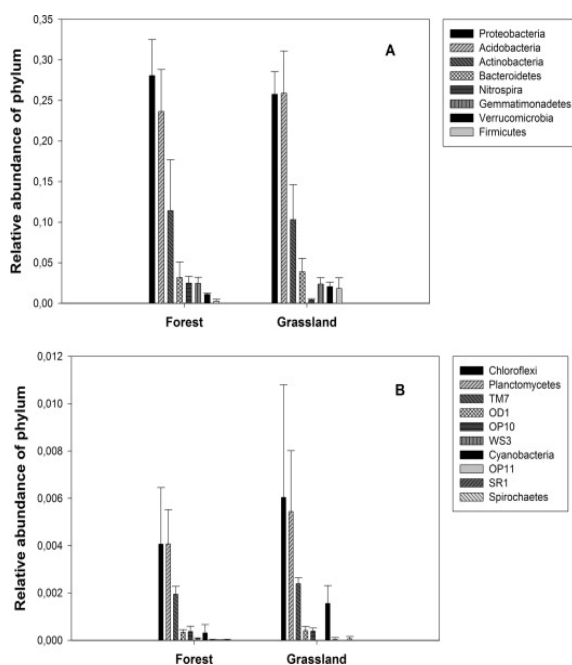 0,35
0,30
0,25
0,20
0,15
0,10
0,05
0,00
Relative abundance of phylum
A
Forest
Grassland
Proteobacteria
Acidobacteria
Actinobacteria
Bacteroidetes
Nitrospira
Gemmatimonadetes
Verrucomicrobia
Firmicutes
0,012
0,010
0,008
0,006
0,004
0,002
0,000
Relative abundance of phylum
B
Forest
Grassland
Chloroflexi
Planctomycetes
TM7
OD1
OP10
WS3
Cyanobacteria
OP11
SR1
Spirochaetes